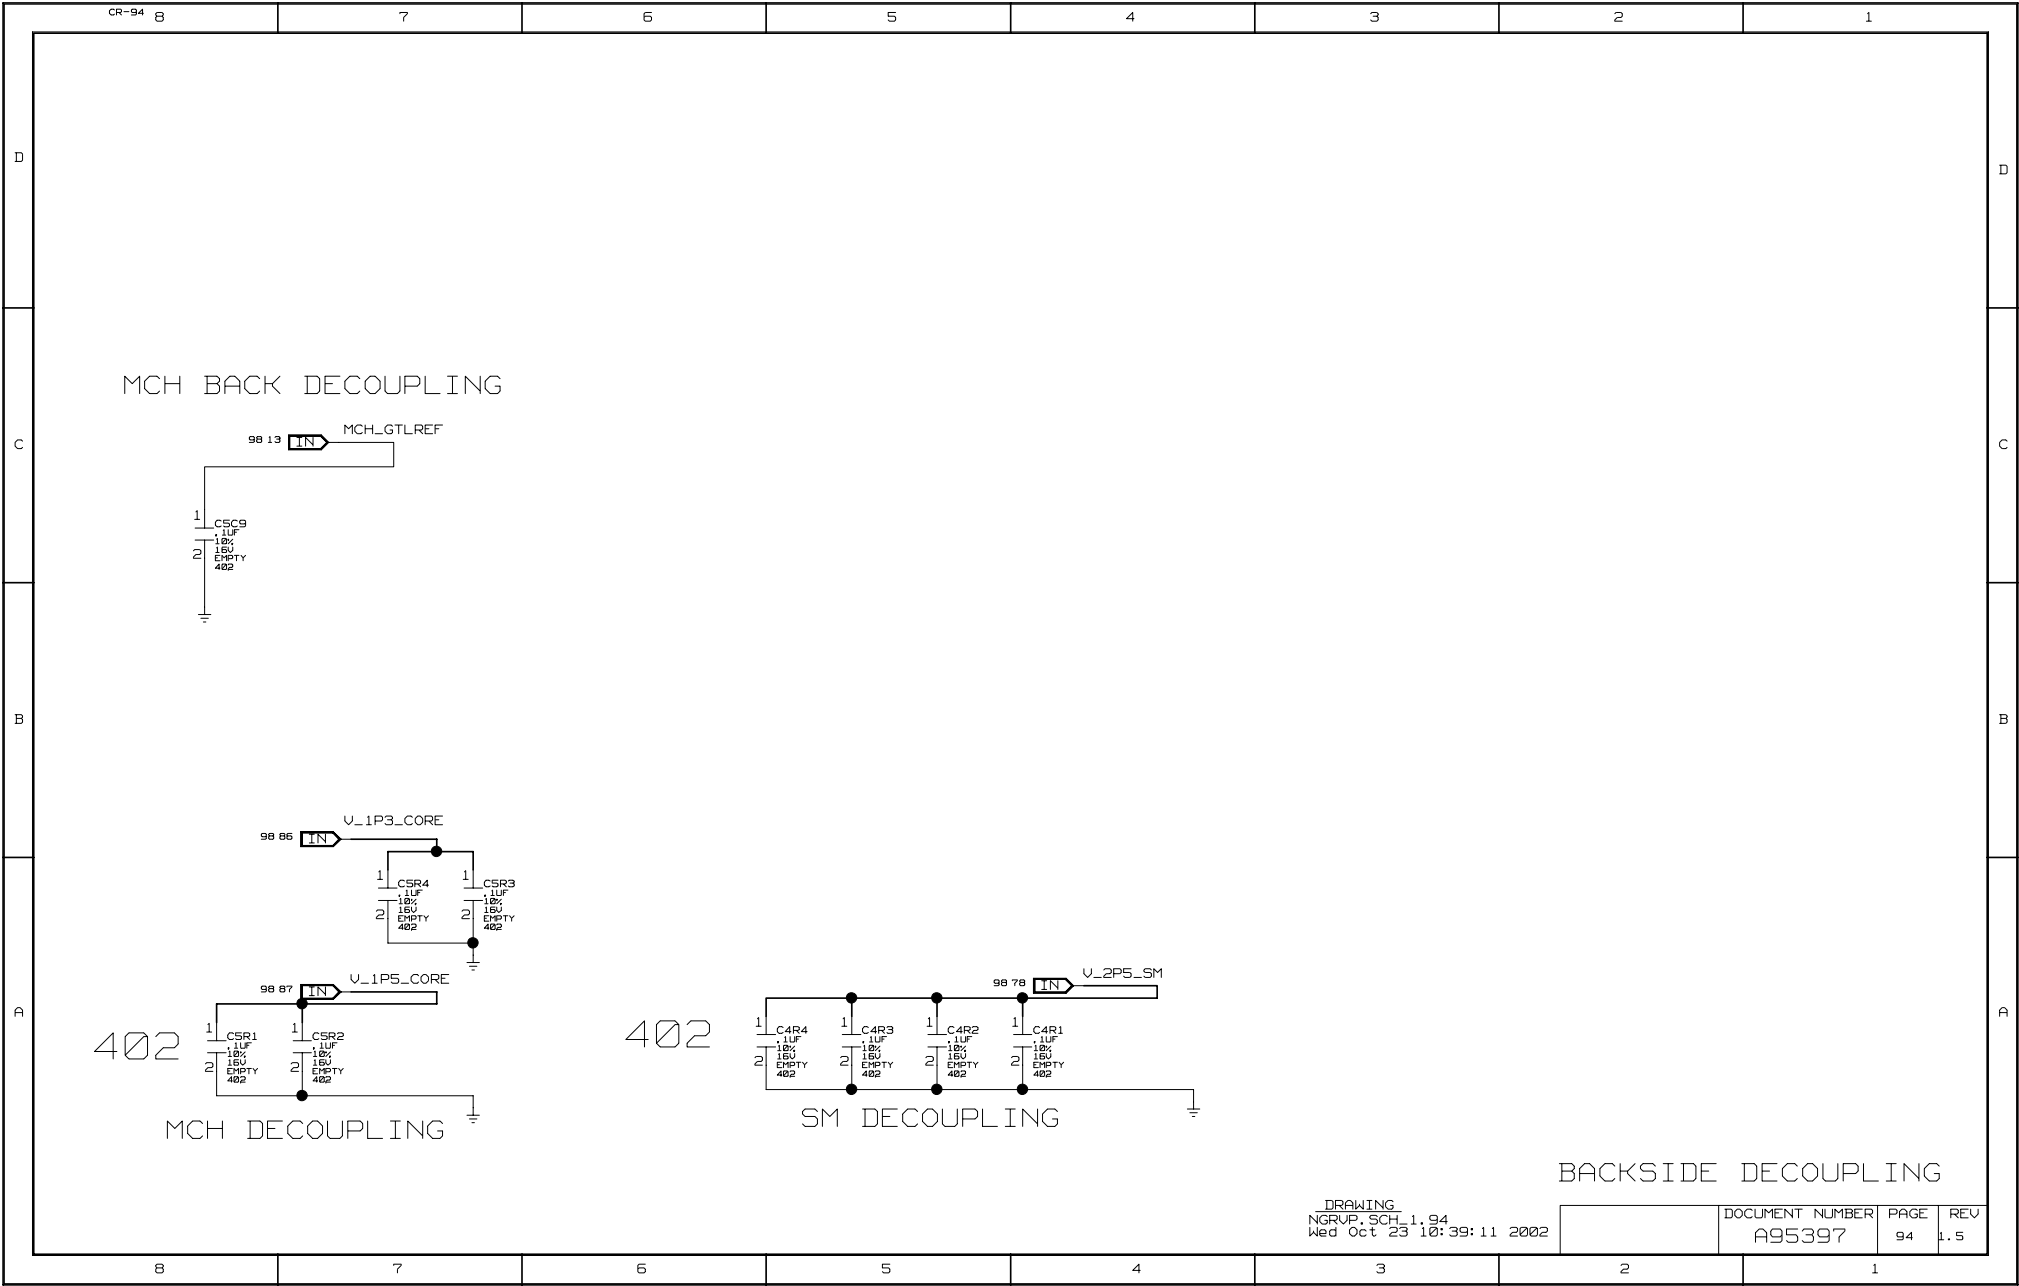 CR-94
8 7 6 5 4 3 2 1
D D
MCH BACK DECOUPLING
98 13 IN MCH_GTLREF
C C
1 C5C9
.1UF
10%
16V
2 EMPTY
402
B B
V_1P3_CORE
98 86 IN
1 C5R4
.1UF
10%
16V
2 EMPTY
402
1 C5R3
.1UF
10%
16V
2 EMPTY
402
V_1P5_CORE
98 87 IN
A A
402
1 C5R1
.1UF
10%
16V
2 EMPTY
402
1 C5R2
.1UF
10%
16V
2 EMPTY
402
MCH DECOUPLING
V_2P5_SM
98 78 IN
402
1 C4R4
.1UF
10%
16V
2 EMPTY
402
1 C4R3
.1UF
10%
16V
2 EMPTY
402
1 C4R2
.1UF
10%
16V
2 EMPTY
402
1 C4R1
.1UF
10%
16V
2 EMPTY
402
SM DECOUPLING
BACKSIDE DECOUPLING
DRAWING
NGRVP.SCH_1.94
Wed Oct 23 10:39:11 2002
DOCUMENT NUMBER PAGE REV
A95397 94 1.5
8 7 6 5 4 3 2 1